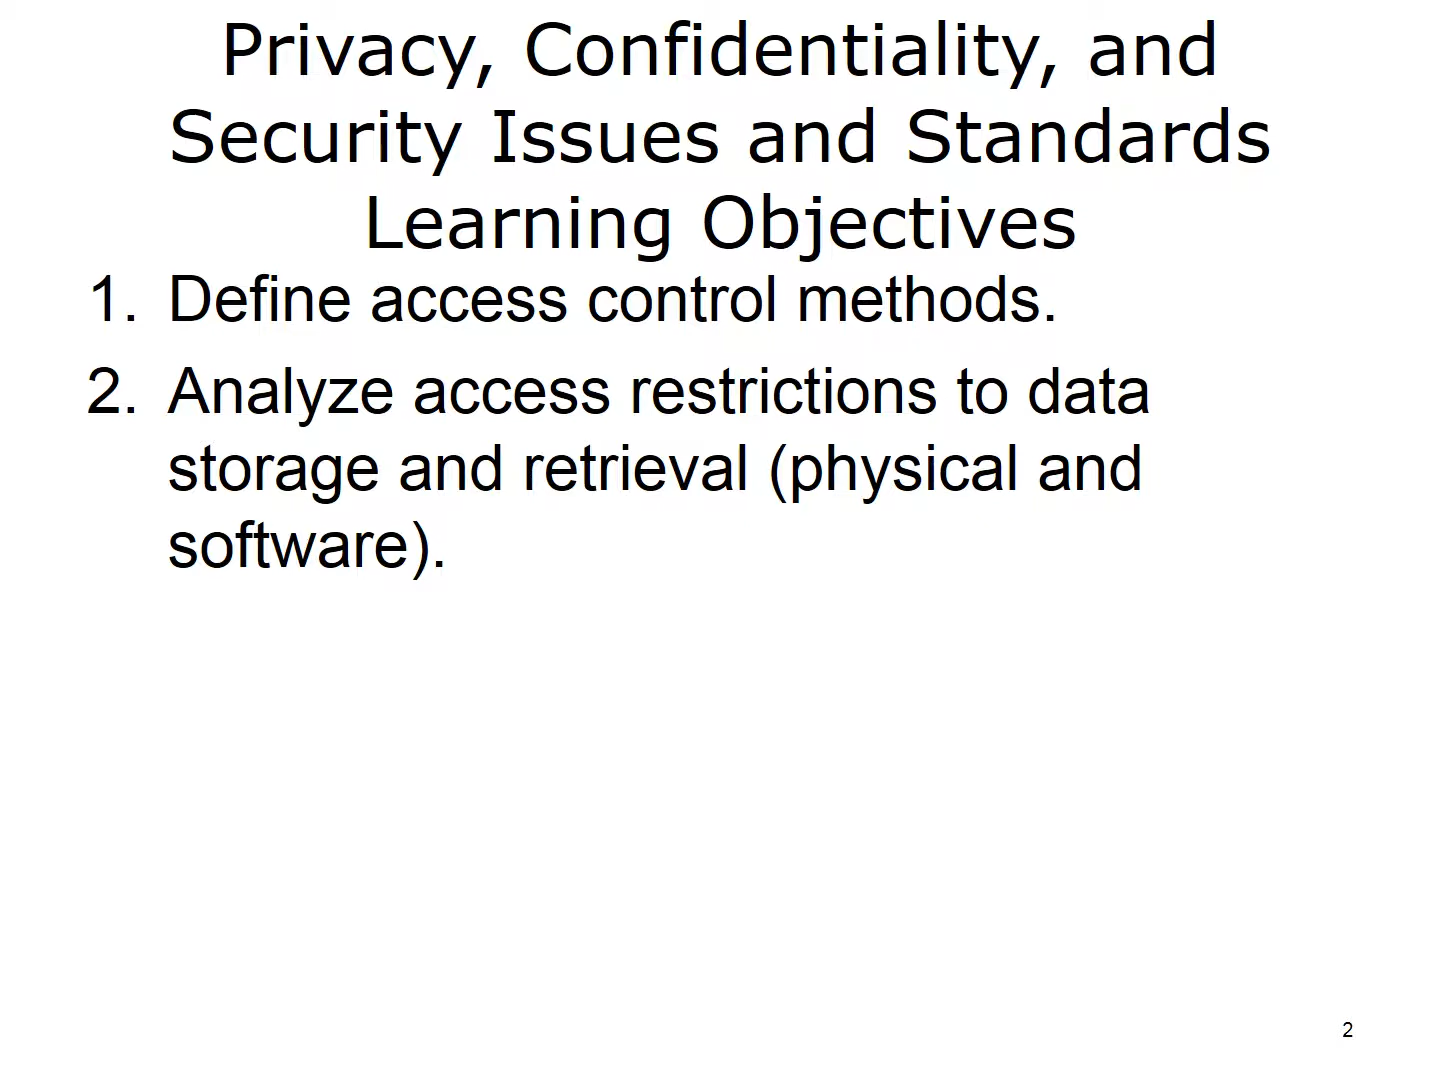 Privacy, Confidentiality, and
Security Issues and Standards
Learning Objectives
1. Define access control methods.
2. Analyze access restrictions to data
storage and retrieval (physical and
software).
2